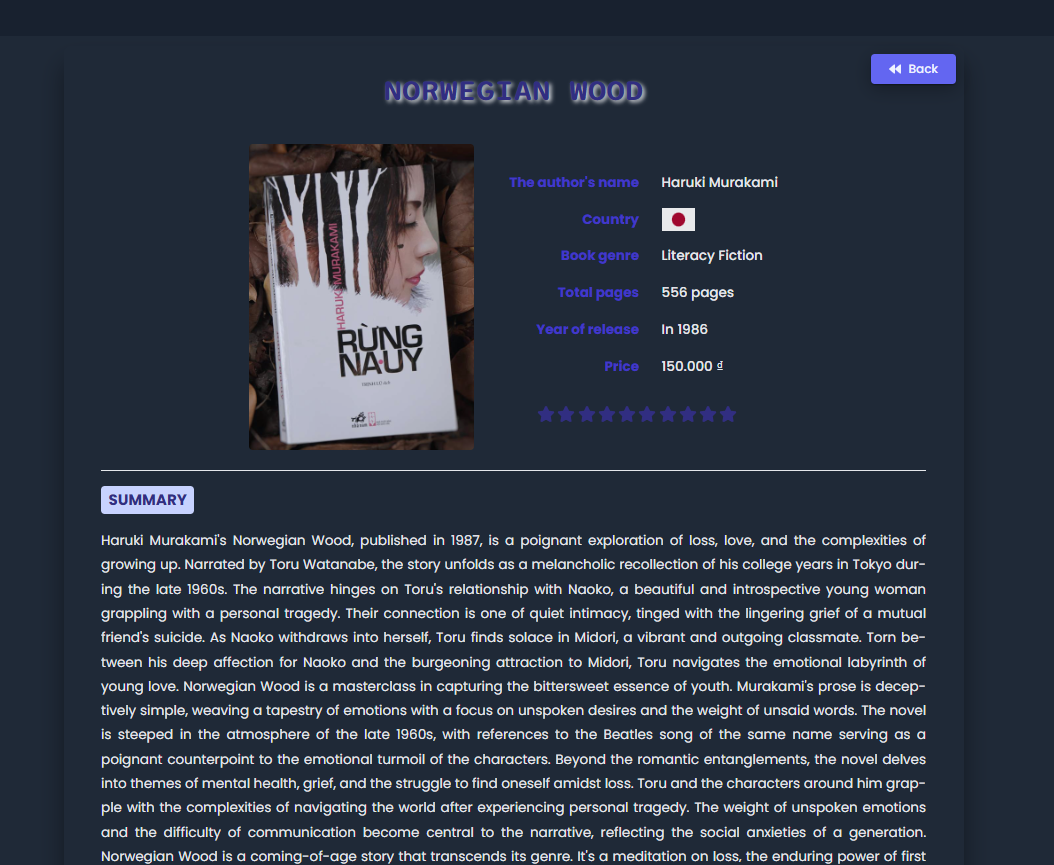 Back
NORWEGIAN WOOD
HARUKI MURAKAMI
RỪNG
NA·UY
The author's name Haruki Murakami
Country
Book genre Literacy Fiction
Total pages 556 pages
Year of release In 1986
Price 150.000 ₫
SUMMARY
Haruki Murakami's Norwegian Wood, published in 1987, is a poignant exploration of loss, love, and the complexities of
growing up. Narrated by Toru Watanabe, the story unfolds as a melancholic recollection of his college years in Tokyo dur-
ing the late 1960s. The narrative hinges on Toru's relationship with Naoko, a beautiful and introspective young woman
grappling with a personal tragedy. Their connection is one of quiet intimacy, tinged with the lingering grief of a mutual
friend's suicide. As Naoko withdraws into herself, Toru finds solace in Midori, a vibrant and outgoing classmate. Torn be-
tween his deep affection for Naoko and the burgeoning attraction to Midori, Toru navigates the emotional labyrinth of
young love. Norwegian Wood is a masterclass in capturing the bittersweet essence of youth. Murakami's prose is decep-
tively simple, weaving a tapestry of emotions with a focus on unspoken desires and the weight of unsaid words. The novel
is steeped in the atmosphere of the late 1960s, with references to the Beatles song of the same name serving as a
poignant counterpoint to the emotional turmoil of the characters. Beyond the romantic entanglements, the novel delves
into themes of mental health, grief, and the struggle to find oneself amidst loss. Toru and the characters around him grap-
ple with the complexities of navigating the world after experiencing personal tragedy. The weight of unspoken emotions
and the difficulty of communication become central to the narrative, reflecting the social anxieties of a generation.
Norwegian Wood is a coming-of-age story that transcends its genre. It's a meditation on loss, the enduring power of first